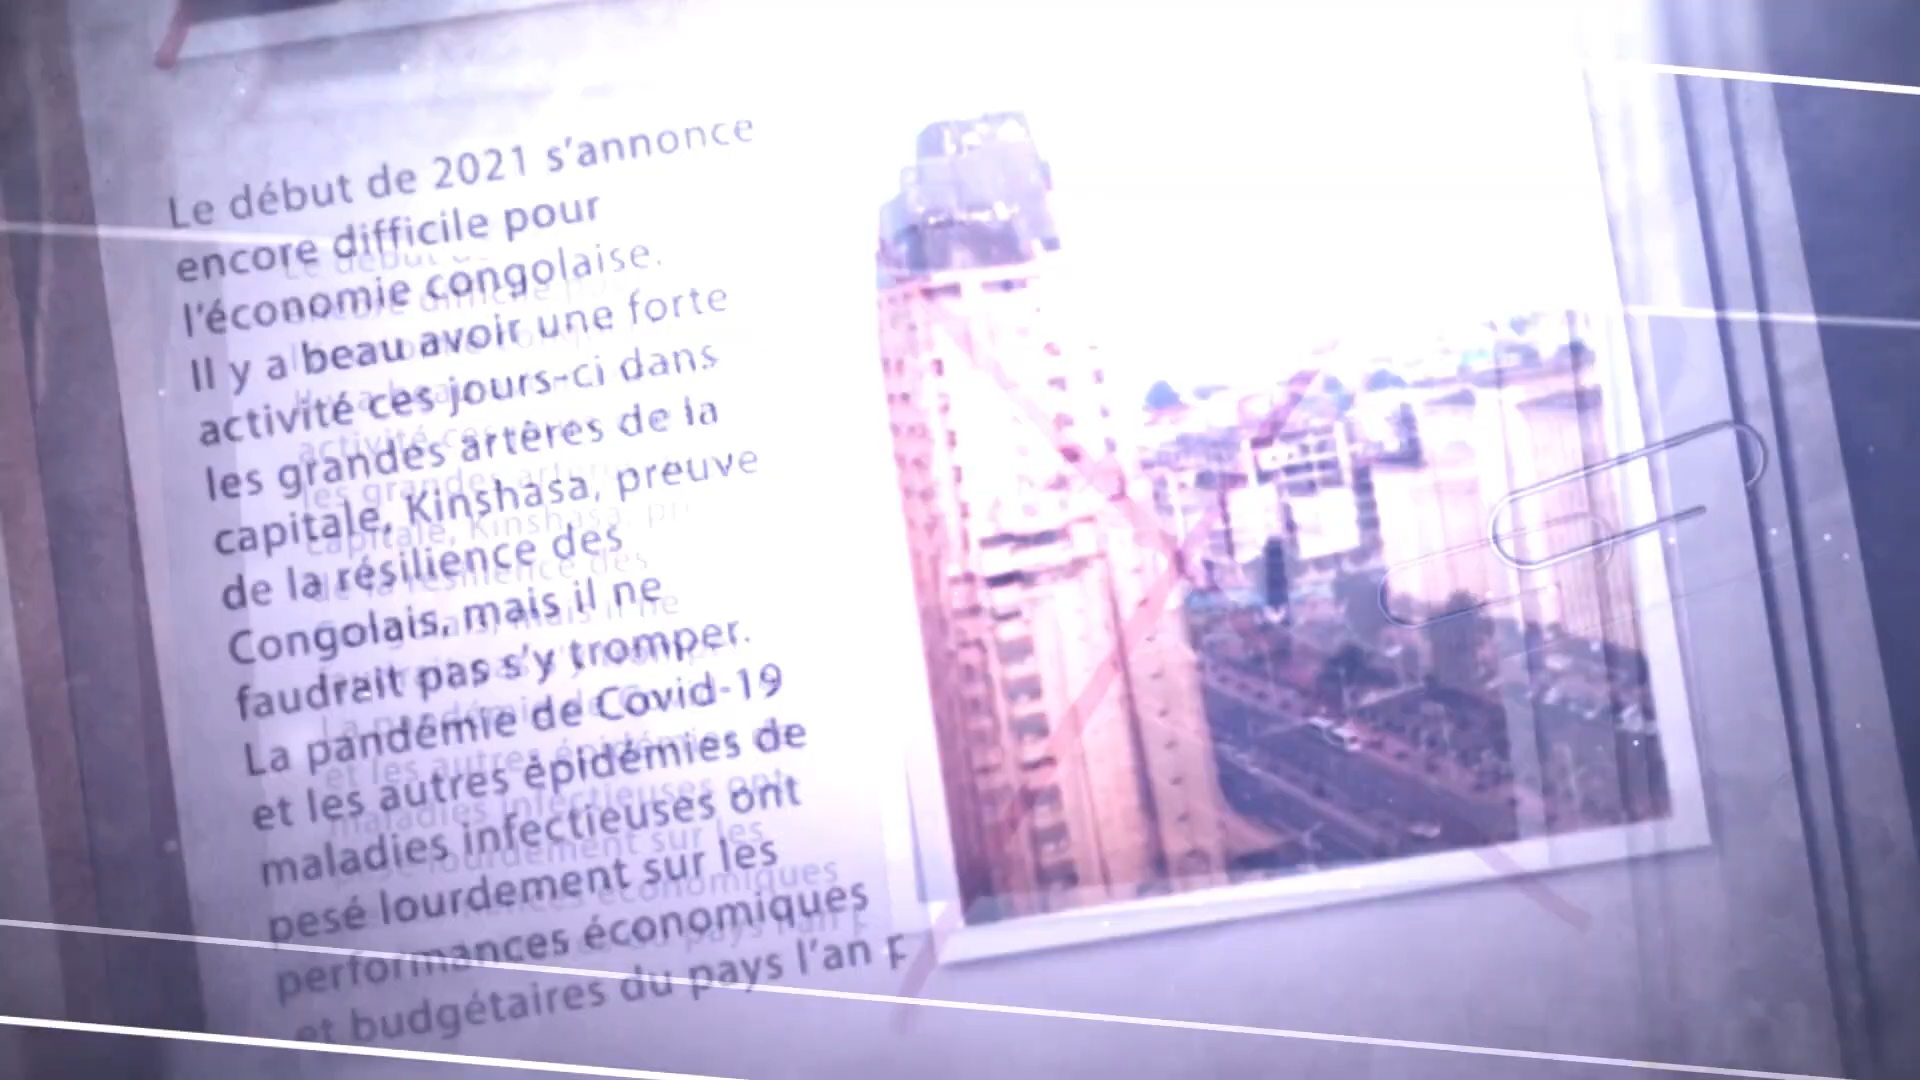 Le début de 2021 s'annonce
encore difficile pour
l'économie congolaise.
Il y a beau avoir une forte
activité ces jours-ci dans
les grandes artères de la
capitale, Kinshasa, preuve
de la résilience des
Congolais, mais il ne
faudrait pas s'y tromper.
La pandémie de Covid-19
et les autres épidémies de
maladies infectieuses ont
pesé lourdement sur les
performances économiques
et budgétaires du pays l'an